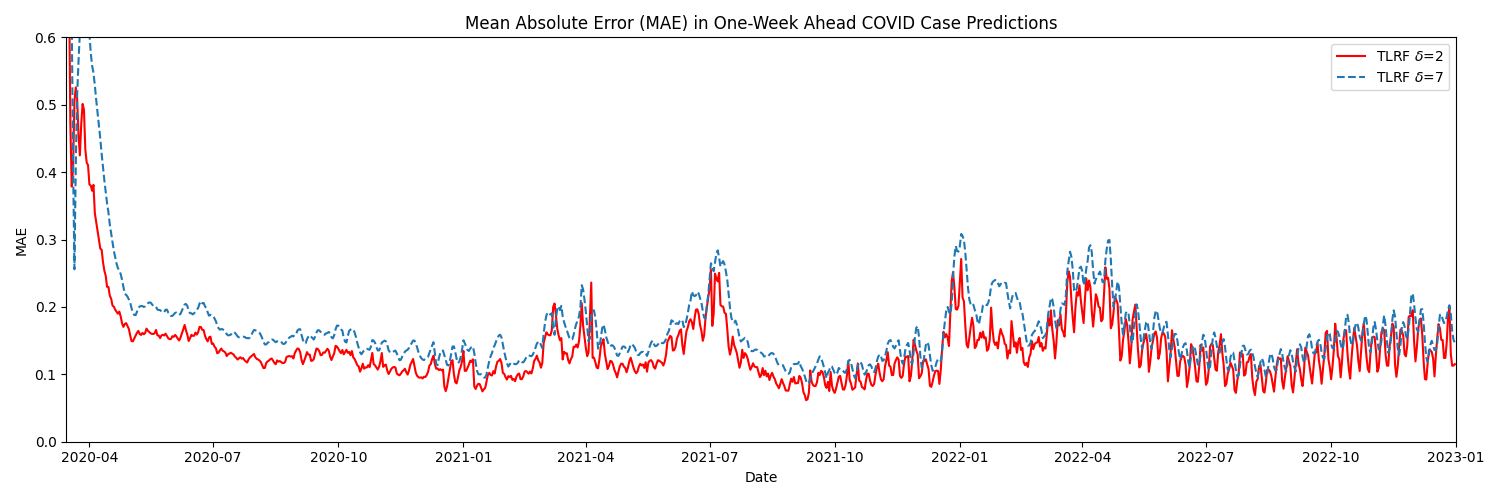 Mean Absolute Error (MAE) in One-Week Ahead COVID Case Predictions
TLRF δ=2
TLRF δ=7
MAE
0.6
0.5
0.4
0.3
0.2
0.1
0.0
2020-04 2020-07 2020-10 2021-01 2021-04 2021-07 2021-10 2022-01 2022-04 2022-07 2022-10 2023-01
Date